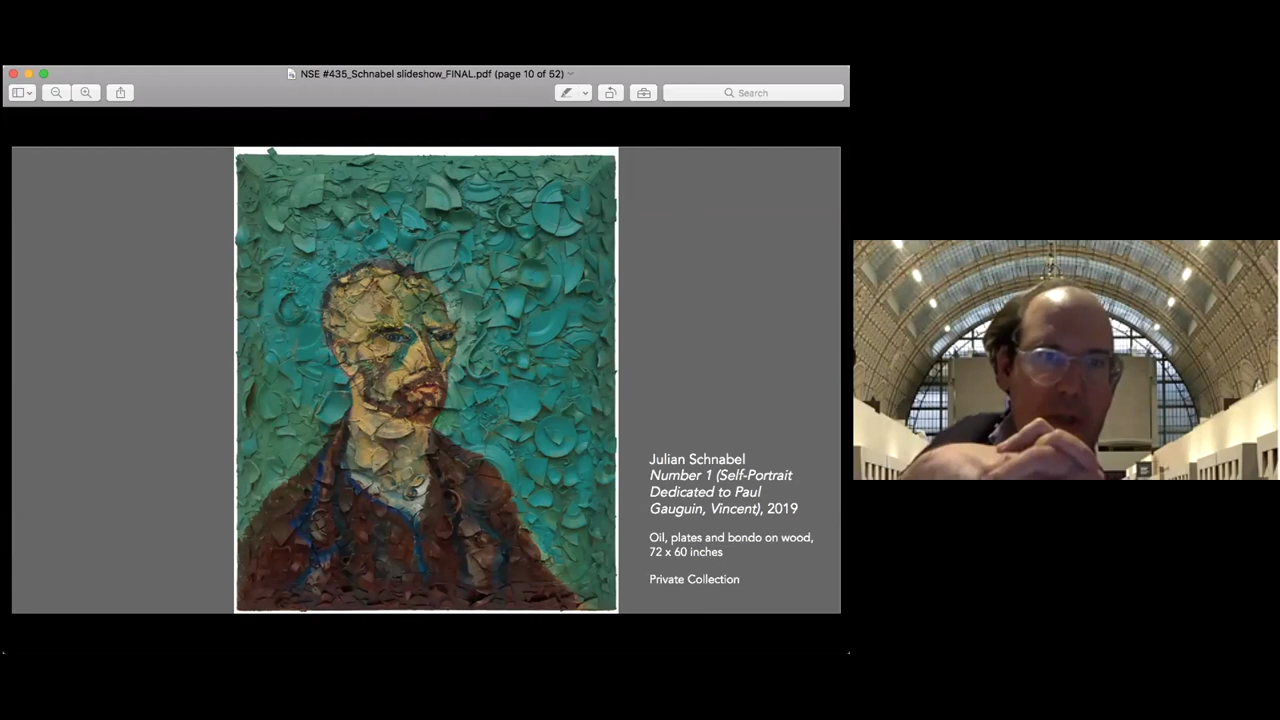 NSE #435_Schnabel slideshow_FINAL.pdf (page 10 of 52)
Search
Julian Schnabel
Number 1 (Self-Portrait
Dedicated to Paul
Gauguin, Vincent), 2019
Oil, plates and bondo on wood,
72 x 60 inches
Private Collection